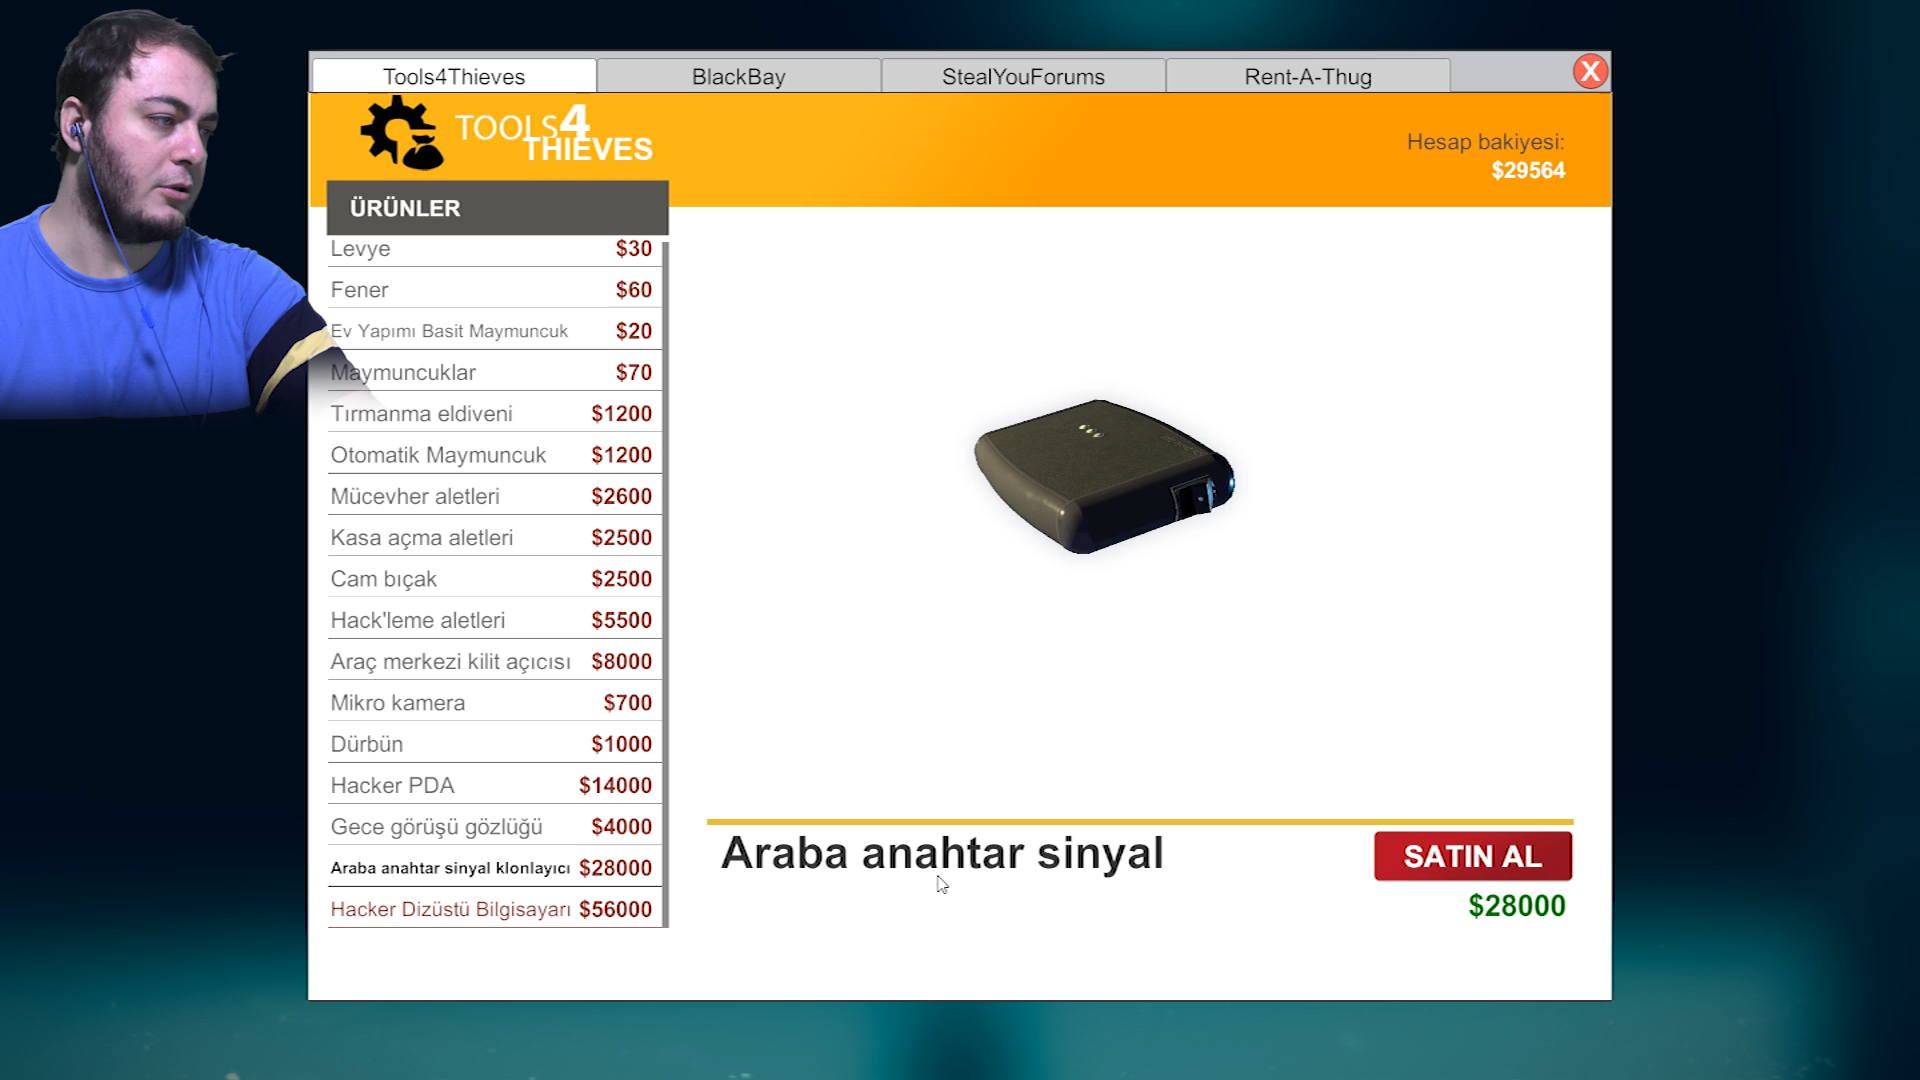 Tools4Thieves
BlackBay
StealYouForums
Rent-A-Thug
X
TOOLS4
THIEVES
Hesap bakiyesi:
$29564
ÜRÜNLER
Levye $30
Fener $60
Ev Yapımı Basit Maymuncuk $20
Maymuncuklar $70
Tırmanma eldiveni $1200
Otomatik Maymuncuk $1200
Mücevher aletleri $2600
Kasa açma aletleri $2500
Cam bıçak $2500
Hack'leme aletleri $5500
Araç merkezi kilit açıcısı $8000
Mikro kamera $700
Dürbün $1000
Hacker PDA $14000
Gece görüşü gözlüğü $4000
Araba anahtar sinyal klonlayıcı $28000
Hacker Dizüstü Bilgisayarı $56000
Araba anahtar sinyal
SATIN AL
$28000